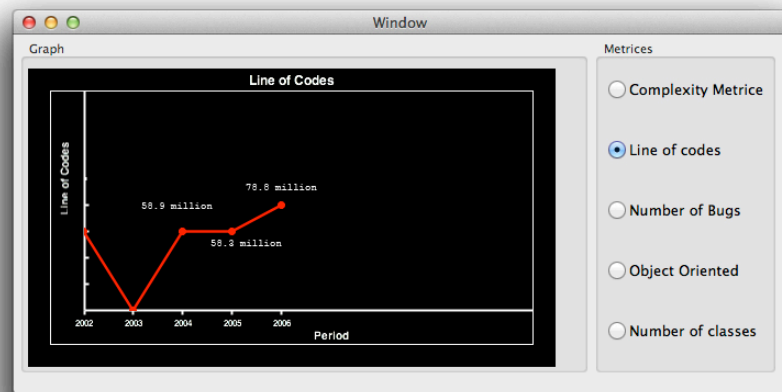 Window
Graph
Metrices
Line of Codes
Line of Codes
78.8 million
58.9 million
58.3 million
2002 2003 2004 2005 2006
Period
Complexity Metrice
Line of codes
Number of Bugs
Object Oriented
Number of classes